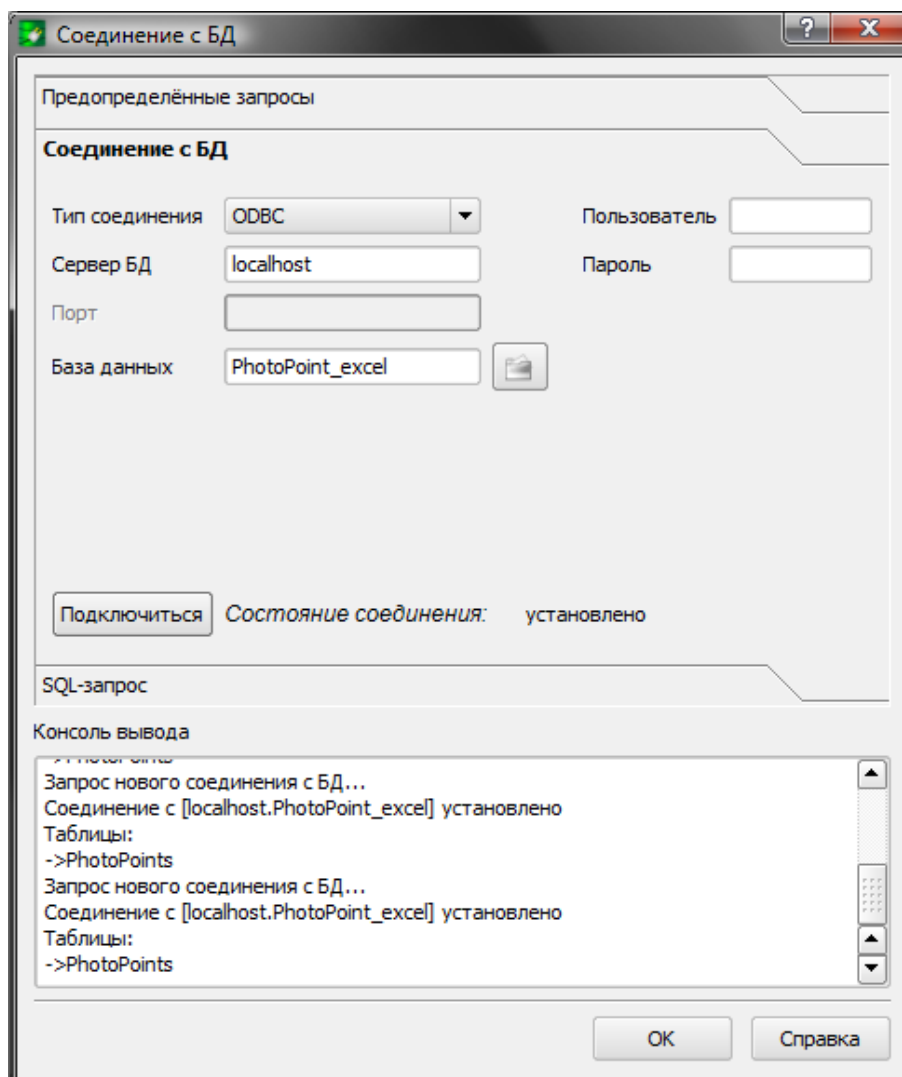 Соединение с БД
Предопределённые запросы
Соединение с БД
Тип соединения ODBC Пользователь
Сервер БД localhost Пароль
Порт
База данных PhotoPoint_excel
Подключиться Состояние соединения: установлено
SQL-запрос
Консоль вывода
->PhotoPoints
Запрос нового соединения с БД...
Соединение с [localhost.PhotoPoint_excel] установлено
Таблицы:
->PhotoPoints
Запрос нового соединения с БД...
Соединение с [localhost.PhotoPoint_excel] установлено
Таблицы:
->PhotoPoints
OK Справка